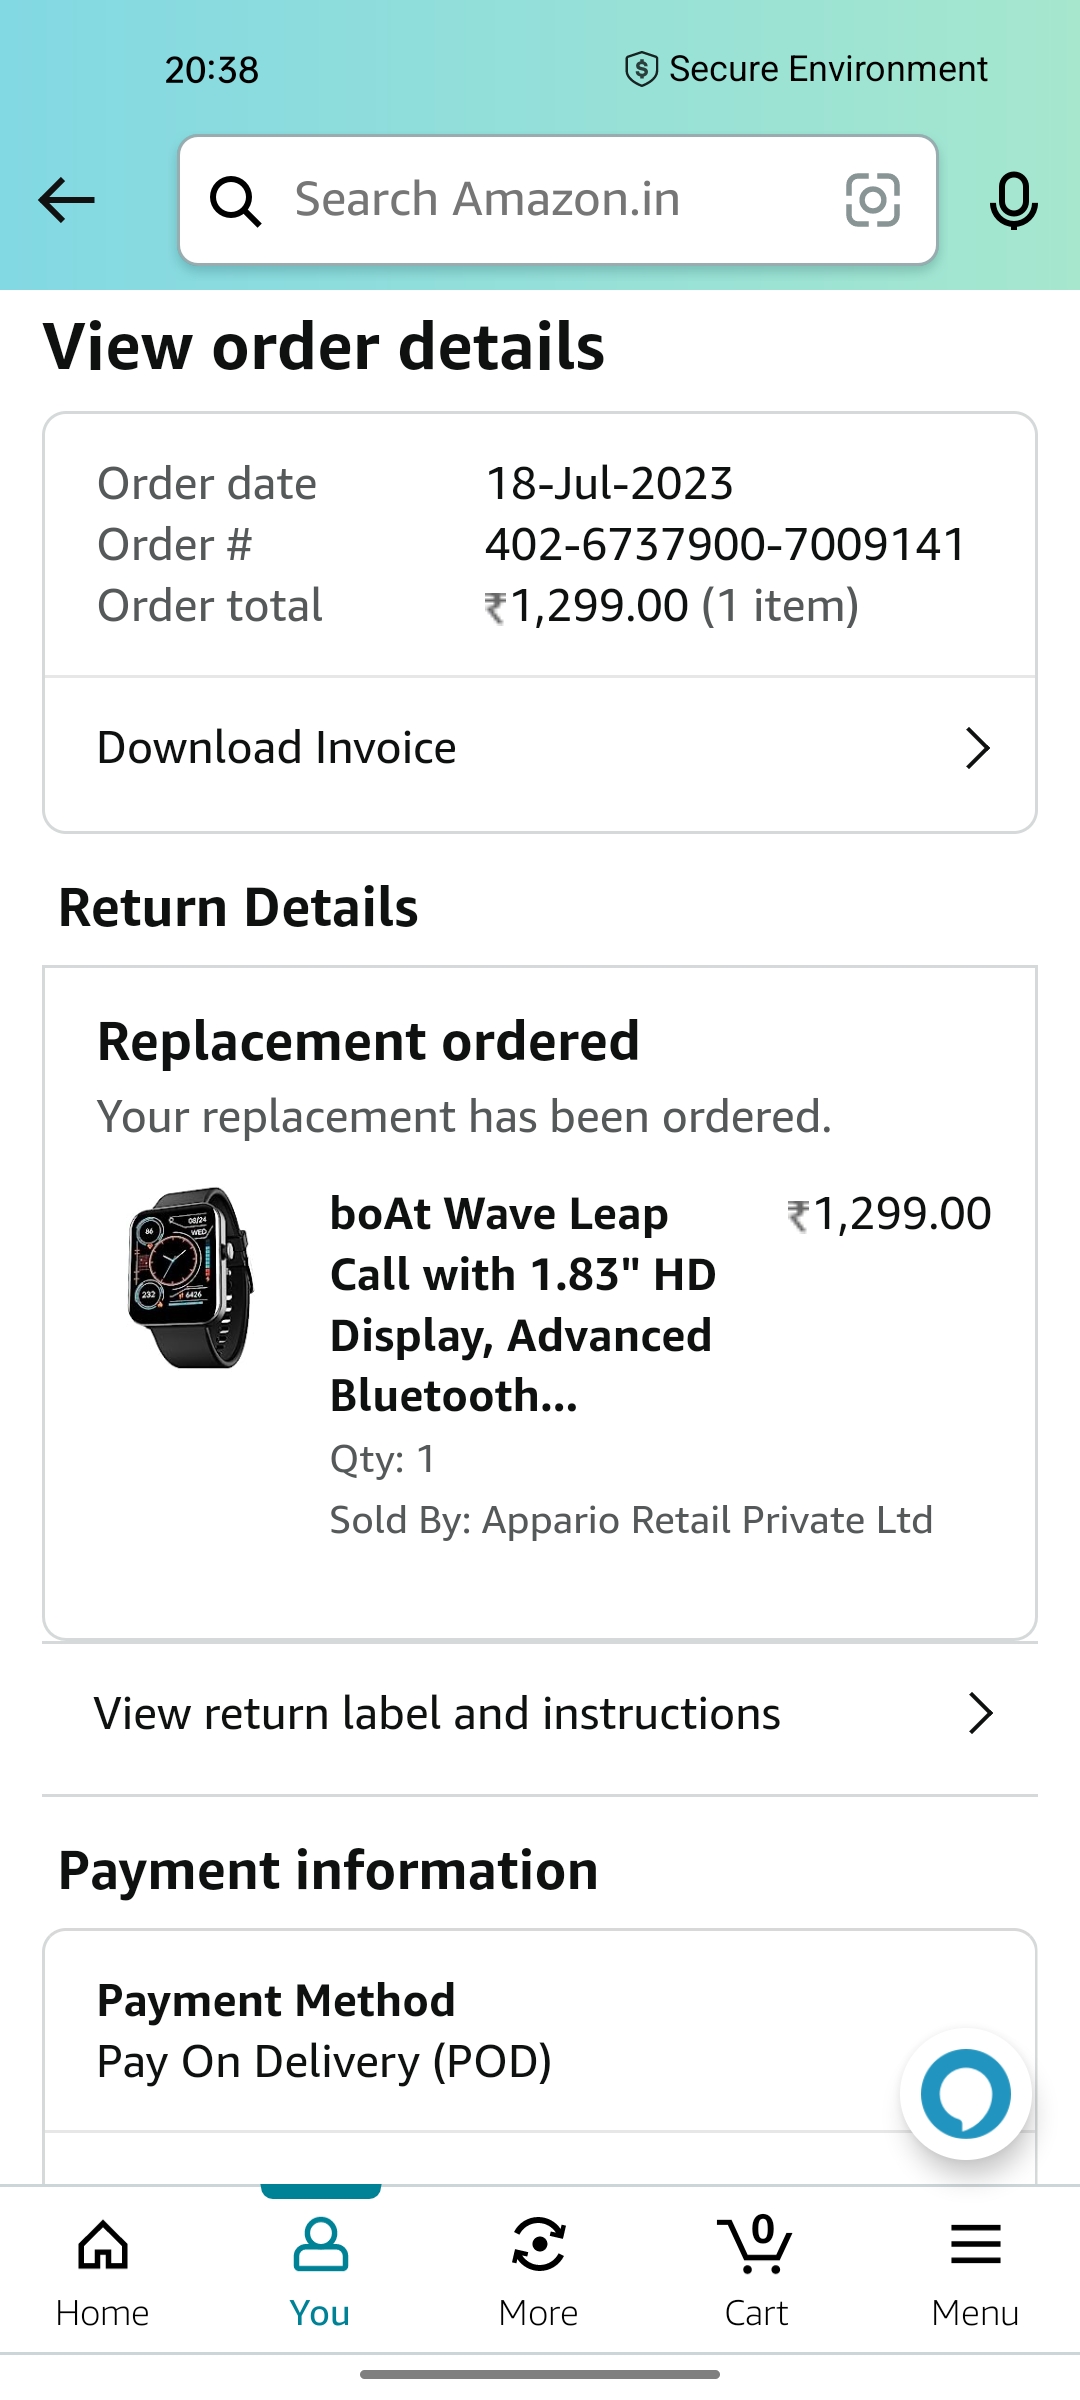 20:38
Secure Environment
Search Amazon.in
View order details
Order date 18-Jul-2023
Order # 402-6737900-7009141
Order total ₹1,299.00 (1 item)
Download Invoice
Return Details
Replacement ordered
Your replacement has been ordered.
boAt Wave Leap ₹1,299.00
Call with 1.83" HD
Display, Advanced
Bluetooth...
Qty: 1
Sold By: Appario Retail Private Ltd
08/24
WED
86
232
6426
View return label and instructions
Payment information
Payment Method
Pay On Delivery (POD)
0
Home You More Cart Menu